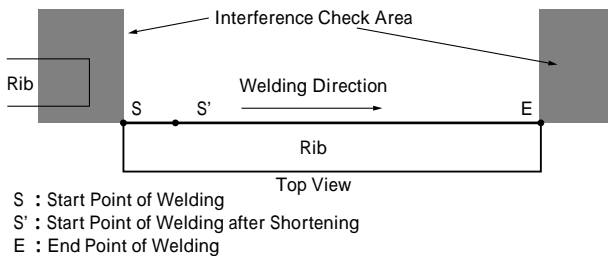 Interference Check Area
Rib
Welding Direction
S S’ E
Rib
Top View
S : Start Point of Welding
S’ : Start Point of Welding after Shortening
E : End Point of Welding